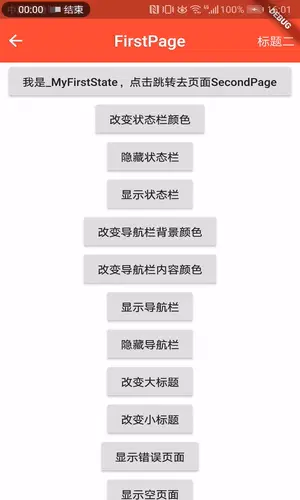 00:00 结束 100% 15:01
DEBUG
FirstPage 标题二
我是_MyFirstState，点击跳转去页面SecondPage
改变状态栏颜色
隐藏状态栏
显示状态栏
改变导航栏背景颜色
改变导航栏内容颜色
显示导航栏
隐藏导航栏
改变大标题
改变小标题
显示错误页面
显示空页面